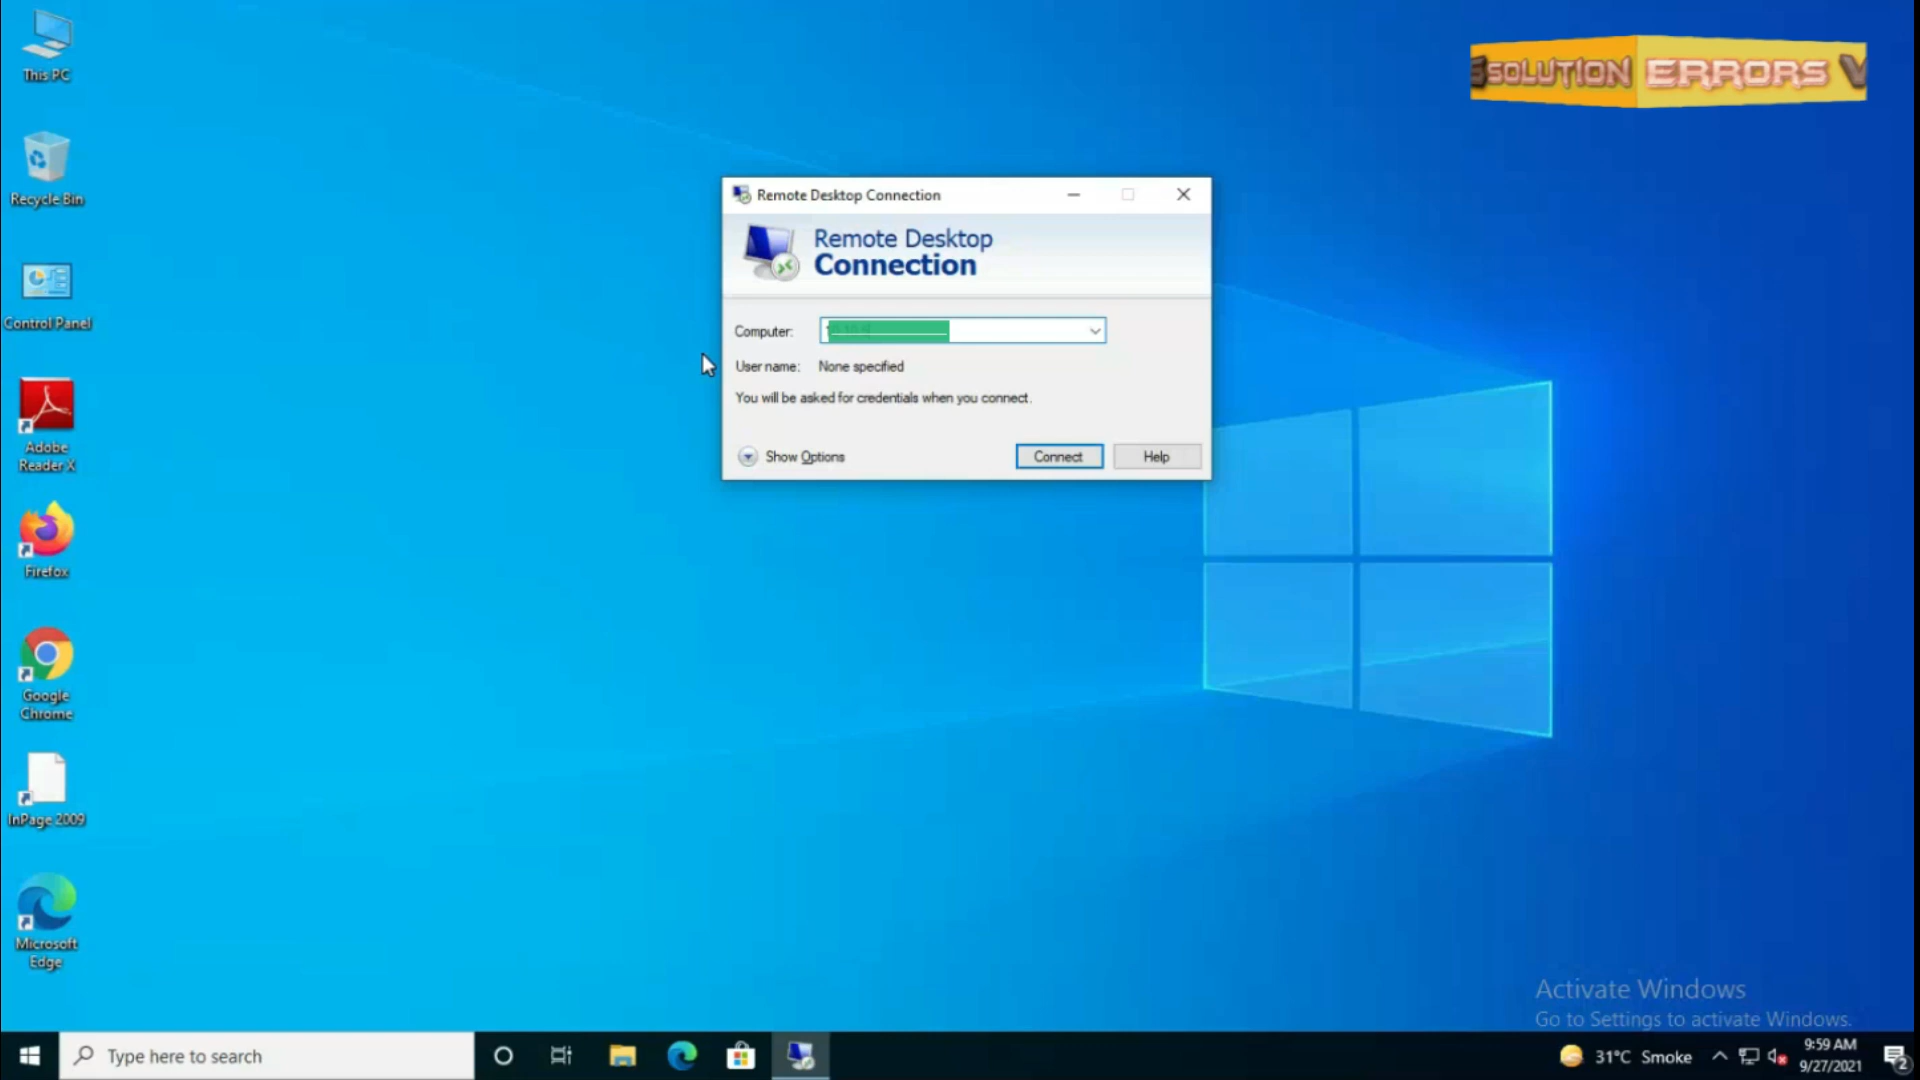 This PC
Recycle Bin
Control Panel
Adobe
Reader X
Firefox
Google
Chrome
InPage 2009
Microsoft
Edge
SOLUTION ERRORS
Remote Desktop Connection
Remote Desktop
Connection
Computer:
User name: None specified
You will be asked for credentials when you connect.
Show Options
Connect
Help
Activate Windows
Go to Settings to activate Windows.
Type here to search
31°C Smoke
9:59 AM
9/27/2021
2